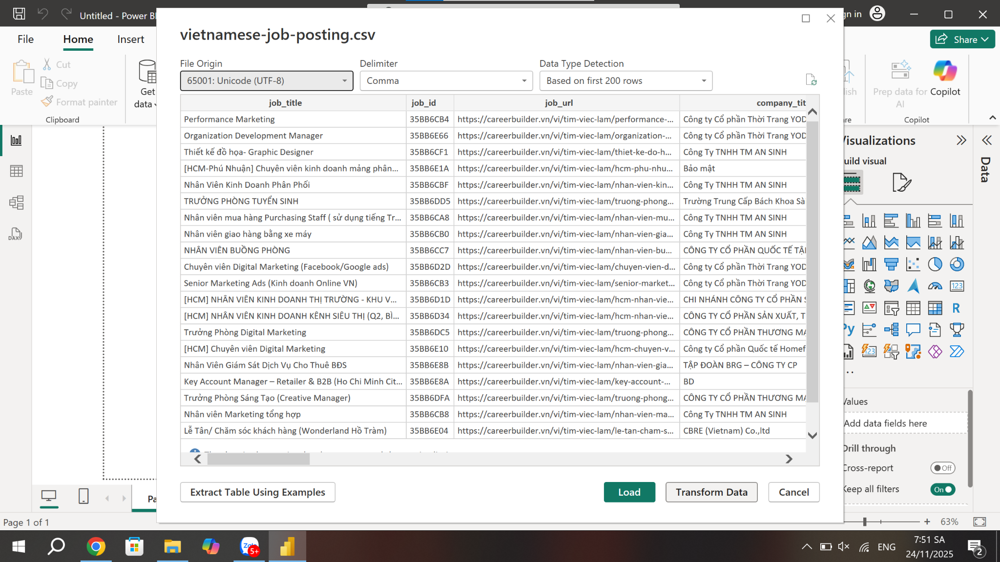 Untitled - Power BI
gn in
File
Home
Insert
Share
Paste
Cut
Copy
Format painter
Clipboard
Get
data
Prep data for
AI
Copilot
Copilot
vietnamese-job-posting.csv
File Origin
Delimiter
Data Type Detection
65001: Unicode (UTF-8)
Comma
Based on first 200 rows
job_title job_id job_url company_tit
Performance Marketing 35BB6CB4 https://careerbuilder.vn/vi/tim-viec-lam/performance-... Công ty Cổ phần Thời Trang YOD
Organization Development Manager 35BB6E66 https://careerbuilder.vn/vi/tim-viec-lam/organization-... Công ty Cổ phần Thời Trang YOD
Thiết kế đồ họa- Graphic Designer 35BB6CF1 https://careerbuilder.vn/vi/tim-viec-lam/thiet-ke-do-h... Công Ty TNHH TM AN SINH
[HCM-Phú Nhuận] Chuyên viên kinh doanh mảng phân... 35BB6E1A https://careerbuilder.vn/vi/tim-viec-lam/hcm-phu-nhu... Bảo mật
Nhân Viên Kinh Doanh Phân Phối 35BB6CBF https://careerbuilder.vn/vi/tim-viec-lam/nhan-vien-kin... Công Ty TNHH TM AN SINH
TRƯỞNG PHÒNG TUYỂN SINH 35BB6DD5 https://careerbuilder.vn/vi/tim-viec-lam/truong-phong... Trường Trung Cấp Bách Khoa Sà
Nhân viên mua hàng Purchasing Staff ( sử dụng tiếng Tr... 35BB6CA8 https://careerbuilder.vn/vi/tim-viec-lam/nhan-vien-mu... Công Ty TNHH TM AN SINH
Nhân viên giao hàng bằng xe máy 35BB6CB0 https://careerbuilder.vn/vi/tim-viec-lam/nhan-vien-gia... Công Ty TNHH TM AN SINH
NHÂN VIÊN BUỒNG PHÒNG 35BB6CC7 https://careerbuilder.vn/vi/tim-viec-lam/nhan-vien-bu... CÔNG TY CỔ PHẦN QUỐC TẾ TẬ
Chuyên viên Digital Marketing (Facebook/Google ads) 35BB6D2D https://careerbuilder.vn/vi/tim-viec-lam/chuyen-vien-d... Công ty Cổ phần Thời Trang YOD
Senior Marketing Ads (Kinh doanh Online VN) 35BB6CB3 https://careerbuilder.vn/vi/tim-viec-lam/senior-market... Công ty Cổ phần Thời Trang YOD
[HCM] NHÂN VIÊN KINH DOANH THỊ TRƯỜNG - KHU V... 35BB6D1D https://careerbuilder.vn/vi/tim-viec-lam/hcm-nhan-vie... CHI NHÁNH CÔNG TY CỔ PHẦN S
[HCM] NHÂN VIÊN KINH DOANH KÊNH SIÊU THỊ (Q2, BÌ... 35BB6D34 https://careerbuilder.vn/vi/tim-viec-lam/hcm-nhan-vie... CÔNG TY CỔ PHẦN SẢN XUẤT, T
Trưởng Phòng Digital Marketing 35BB6DC5 https://careerbuilder.vn/vi/tim-viec-lam/truong-phong... CÔNG TY CỔ PHẦN THƯƠNG MẠ
[HCM] Chuyên viên Digital Marketing 35BB6E10 https://careerbuilder.vn/vi/tim-viec-lam/hcm-chuyen-v... Công ty Cổ phần Quốc tế Homef
Nhân Viên Giám Sát Dịch Vụ Cho Thuê BĐS 35BB6E8B https://careerbuilder.vn/vi/tim-viec-lam/nhan-vien-gia... TẬP ĐOÀN BRG – CÔNG TY CP
Key Account Manager – Retailer & B2B (Ho Chi Minh Cit... 35BB6E8A https://careerbuilder.vn/vi/tim-viec-lam/key-account-... BD
Trưởng Phòng Sáng Tạo (Creative Manager) 35BB6DFA https://careerbuilder.vn/vi/tim-viec-lam/truong-phong... CÔNG TY CỔ PHẦN THƯƠNG MẠ
Nhân viên Marketing tổng hợp 35BB6CB8 https://careerbuilder.vn/vi/tim-viec-lam/nhan-vien-ma... Công Ty TNHH TM AN SINH
Lễ Tân/ Chăm sóc khách hàng (Wonderland Hồ Tràm) 35BB6E04 https://careerbuilder.vn/vi/tim-viec-lam/le-tan-cham-s... CBRE (Vietnam) Co.,ltd
Extract Table Using Examples
Load
Transform Data
Cancel
Visualizations
uild visual
Data
DAX
123
R
Py
123
Values
Add data fields here
Drill through
Cross-report
Off
Keep all filters
On
Pa
Page 1 of 1
63%
Zalo
5+
ENG
7:51 SA
24/11/2025
2